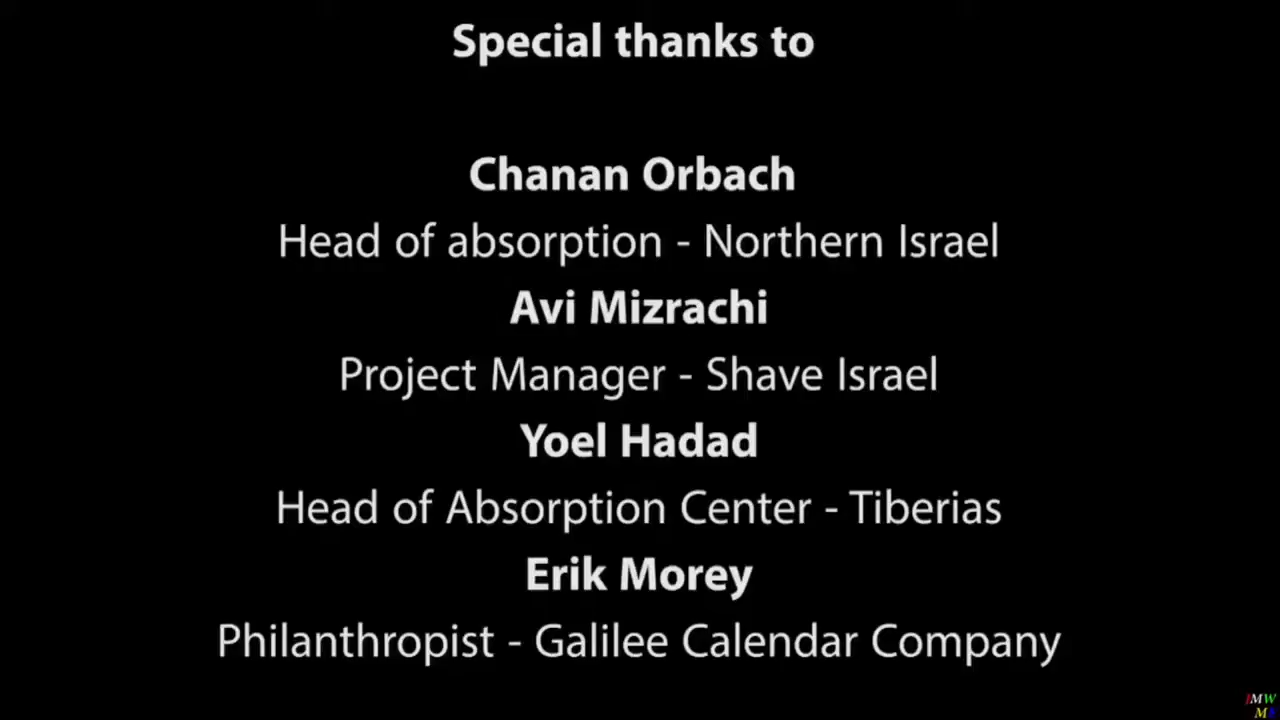 Special thanks to
Chanan Orbach
Head of absorption - Northern Israel
Avi Mizrachi
Project Manager - Shave Israel
Yoel Hadad
Head of Absorption Center - Tiberias
Erik Morey
Philanthropist - Galilee Calendar Company
JMW